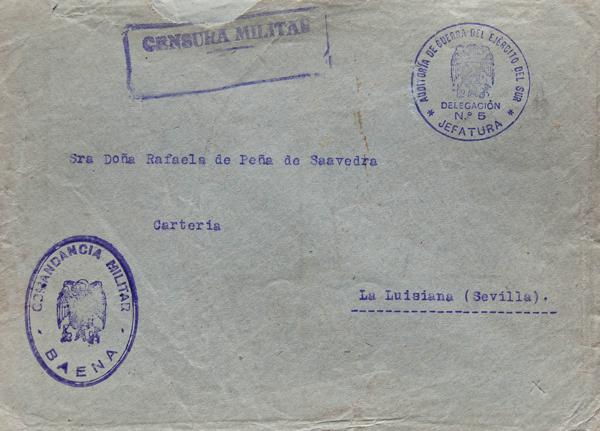 CENSURA MILITAR
* AUDITORÍA DE GUERRA DEL EJÉRCITO DEL SUR *
DELEGACIÓN
N.º 5
JEFATURA
Sra Doña Rafaela de Peña de Saavedra
Cartería
La Luisiana (Sevilla).
COMANDANCIA MILITAR
- BAENA -